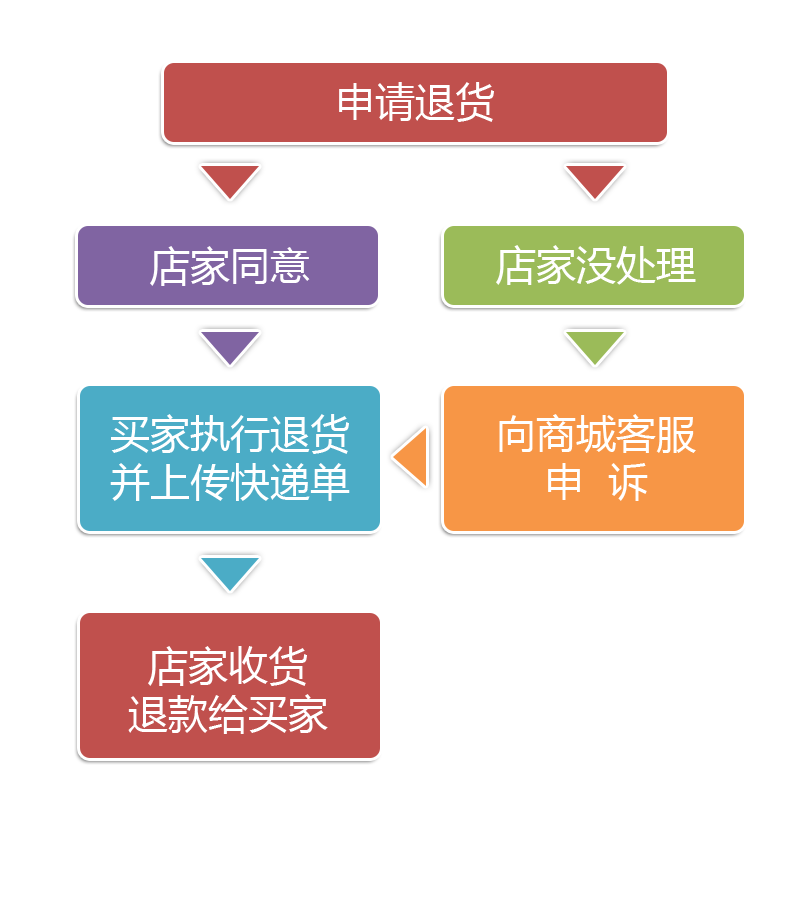 申请退货
店家同意
店家没处理
买家执行退货
并上传快递单
向商城客服
申 诉
店家收货
退款给买家